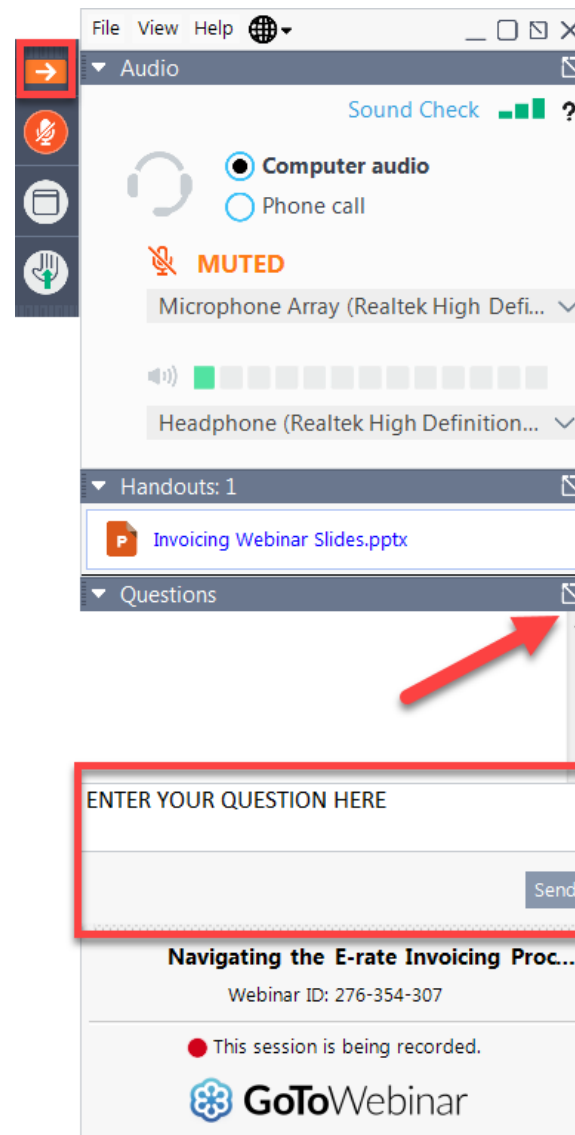 File View Help
Audio
Sound Check ?
Computer audio
Phone call
MUTED
Microphone Array (Realtek High Defi...
Headphone (Realtek High Definition...
Handouts: 1
P Invoicing Webinar Slides.pptx
Questions
ENTER YOUR QUESTION HERE
Send
Navigating the E-rate Invoicing Proc...
Webinar ID: 276-354-307
This session is being recorded.
GoToWebinar